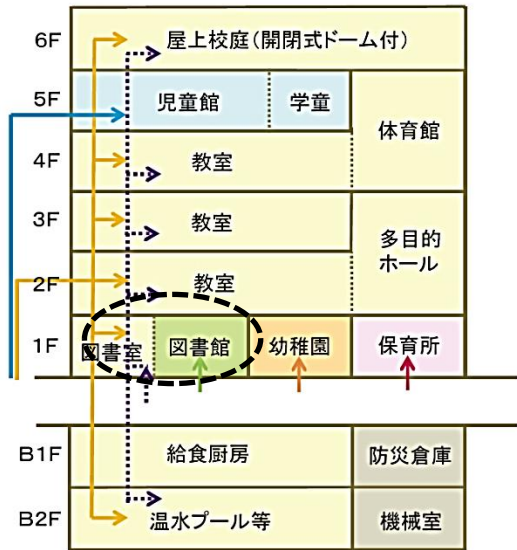 6F 屋上校庭(開閉式ドーム付)
5F 児童館 学童
体育館
4F 教室
3F 教室
多目的
ホール
2F 教室
1F 図書室 図書館 幼稚園 保育所
B1F 給食厨房 防災倉庫
B2F 温水プール等 機械室